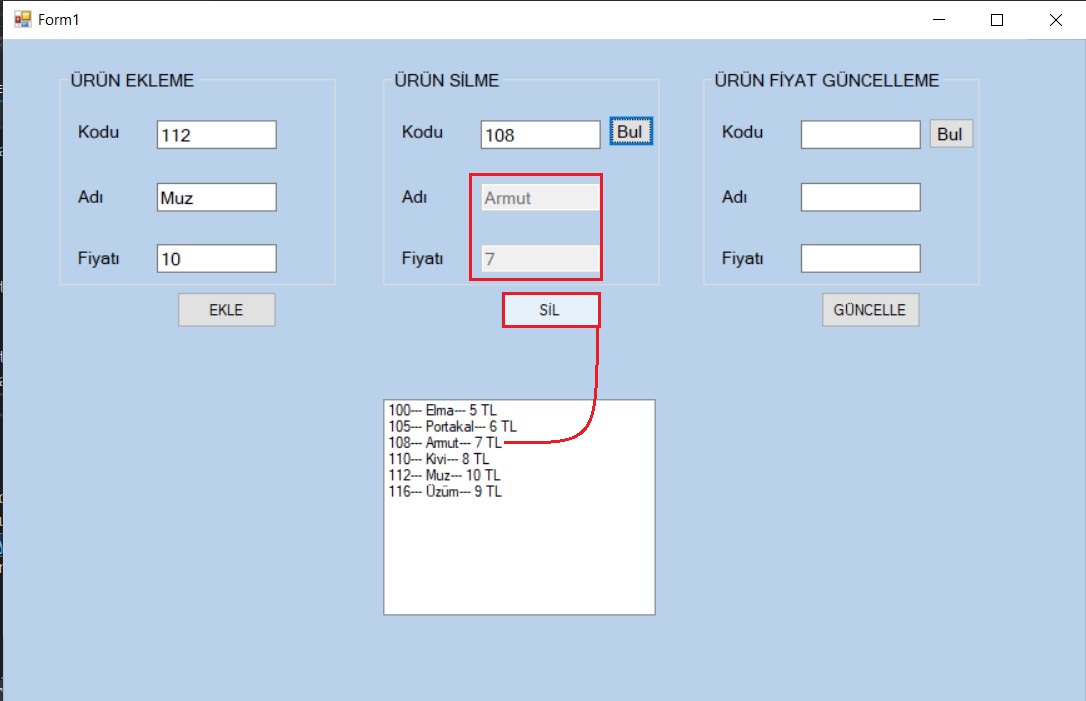 Form1
ÜRÜN EKLEME
Kodu 112
Adı Muz
Fiyatı 10
EKLE
ÜRÜN SİLME
Kodu 108 Bul
Adı Armut
Fiyatı 7
SİL
ÜRÜN FİYAT GÜNCELLEME
Kodu Bul
Adı
Fiyatı
GÜNCELLE
100--- Elma--- 5 TL
105--- Portakal--- 6 TL
108--- Armut--- 7 TL
110--- Kivi--- 8 TL
112--- Muz--- 10 TL
116--- Üzüm--- 9 TL